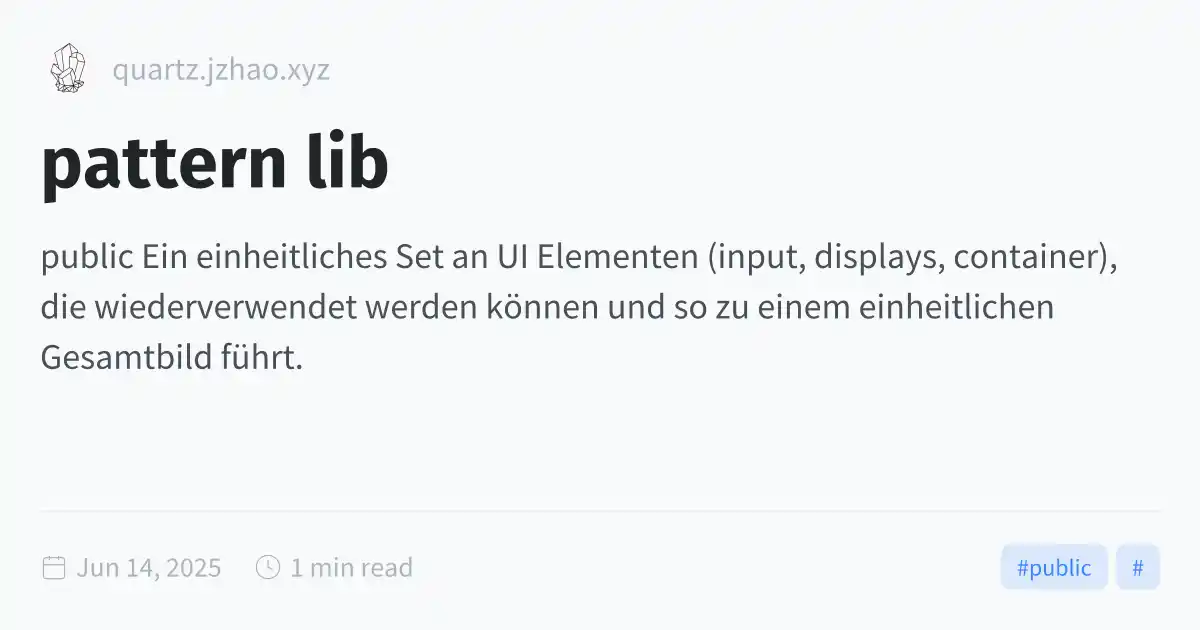 quartz.jzhao.xyz
pattern lib
public Ein einheitliches Set an UI Elementen (input, displays, container),
die wiederverwendet werden können und so zu einem einheitlichen
Gesamtbild führt.
Jun 14, 2025 1 min read #public #